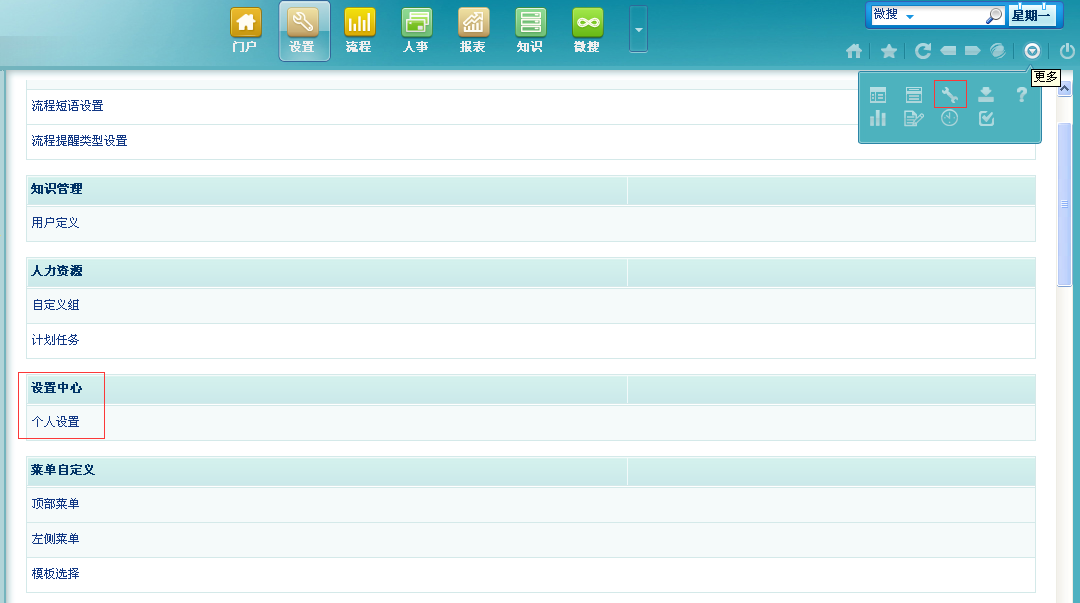 微搜
星期一
门户
设置
流程
人事
报表
知识
微搜
更多
?
流程短语设置
流程提醒类型设置
知识管理
用户定义
人力资源
自定义组
计划任务
设置中心
个人设置
菜单自定义
顶部菜单
左侧菜单
模板选择